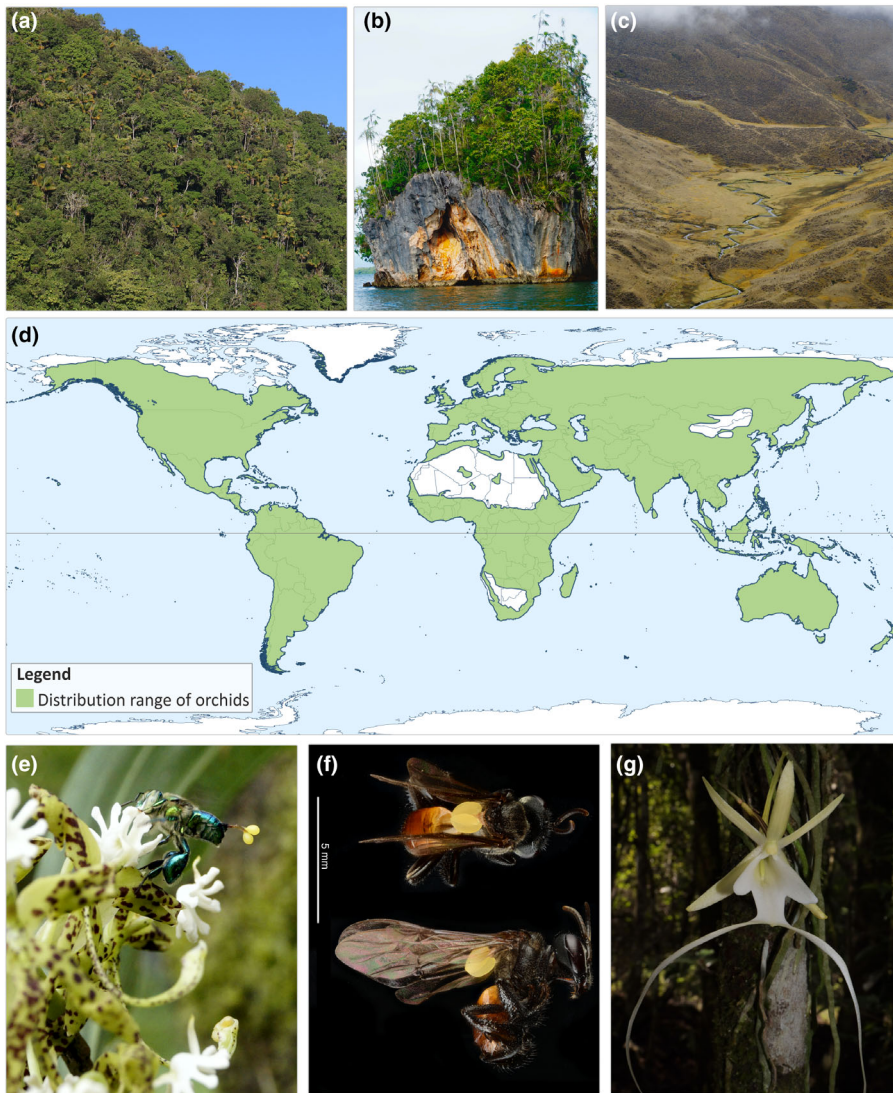 (a)
(b)
(c)
(d)
Legend
Distribution range of orchids
(e)
(f)
5 mm
(g)